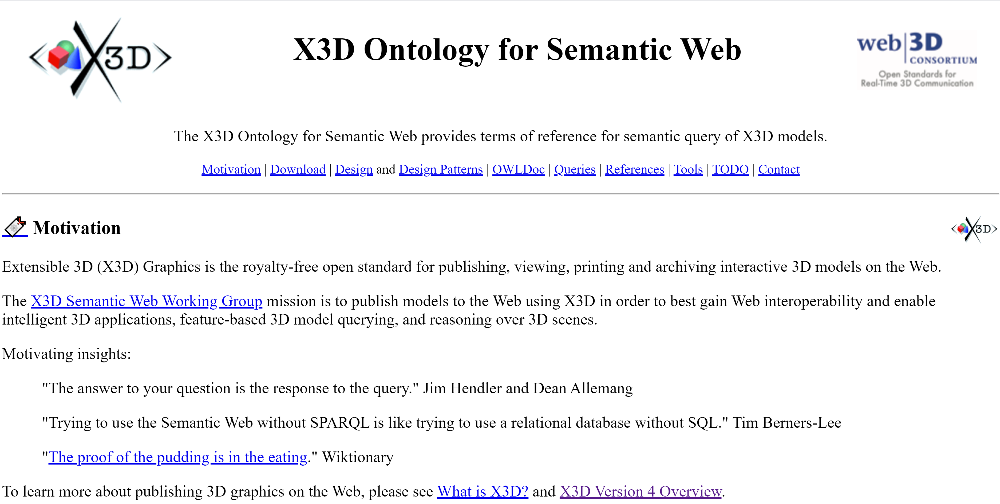 <X3D>
X3D Ontology for Semantic Web
web|3D
CONSORTIUM
Open Standards for
Real-Time 3D Communication
The X3D Ontology for Semantic Web provides terms of reference for semantic query of X3D models.
Motivation | Download | Design and Design Patterns | OWLDoc | Queries | References | Tools | TODO | Contact
Motivation
<X3D>
Extensible 3D (X3D) Graphics is the royalty-free open standard for publishing, viewing, printing and archiving interactive 3D models on the Web.
The X3D Semantic Web Working Group mission is to publish models to the Web using X3D in order to best gain Web interoperability and enable
intelligent 3D applications, feature-based 3D model querying, and reasoning over 3D scenes.
Motivating insights:
"The answer to your question is the response to the query." Jim Hendler and Dean Allemang
"Trying to use the Semantic Web without SPARQL is like trying to use a relational database without SQL." Tim Berners-Lee
"The proof of the pudding is in the eating." Wiktionary
To learn more about publishing 3D graphics on the Web, please see What is X3D? and X3D Version 4 Overview.